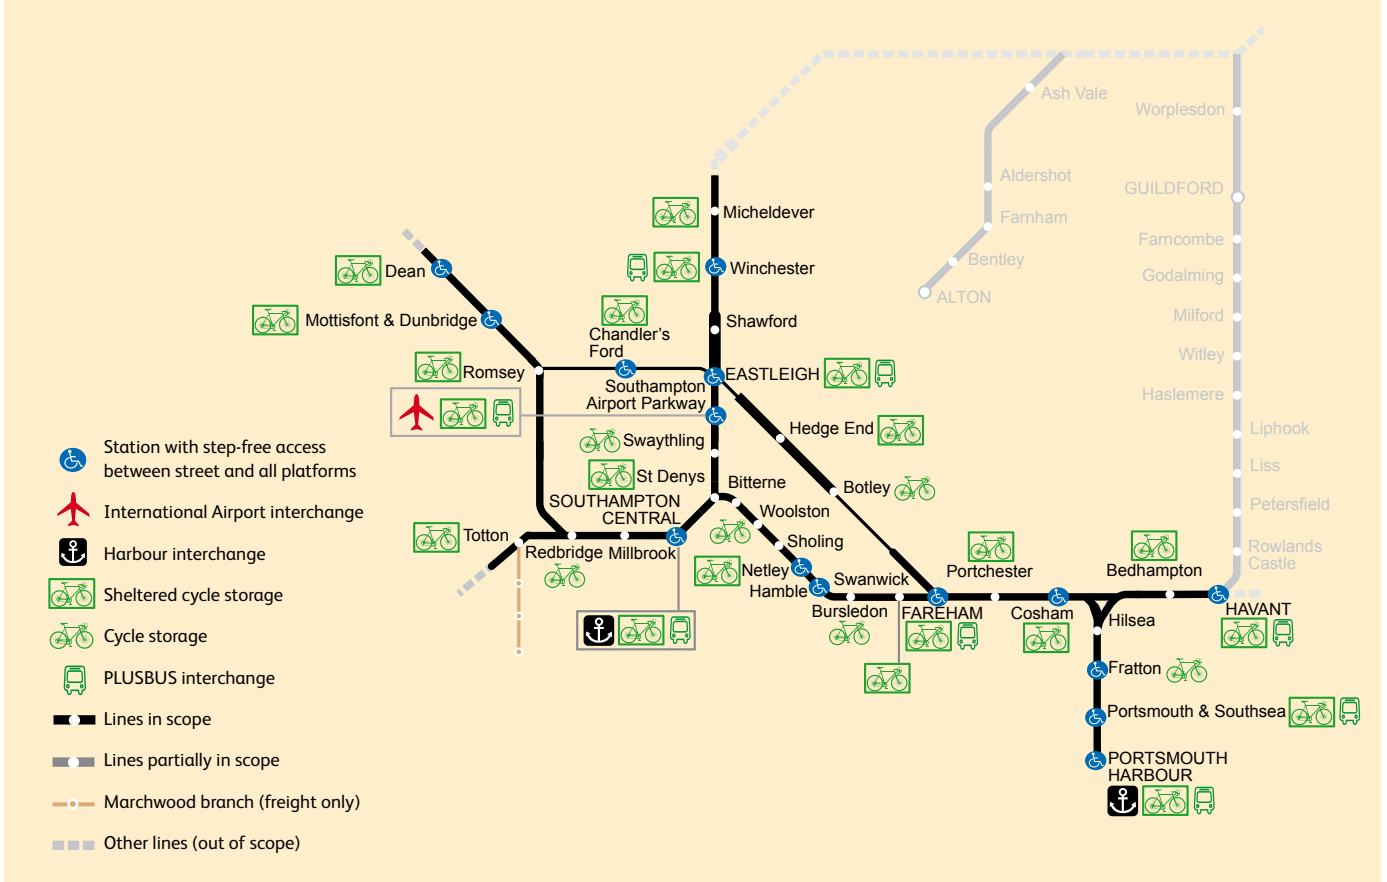 Ash Vale
Worplesdon
Aldershot
GUILDFORD
Micheldever
Farnham
Farncombe
Bentley
Winchester
Dean
Godalming
ALTON
Mottisfont & Dunbridge
Shawford
Milford
Chandler's
Ford
Witley
Romsey
EASTLEIGH
Southampton
Airport Parkway
Haslemere
Hedge End
Liphook
Swaythling
Station with step-free access
between street and all platforms
Liss
St Denys
Bitterne
Botley
SOUTHAMPTON
CENTRAL
Petersfield
International Airport interchange
Woolston
Totton
Sholing
Rowlands
Castle
Redbridge
Millbrook
Harbour interchange
Netley
Portchester
Bedhampton
Hamble
Swanwick
Sheltered cycle storage
Bursledon
FAREHAM
Cosham
Hilsea
HAVANT
Cycle storage
Fratton
PLUSBUS interchange
Portsmouth & Southsea
Lines in scope
PORTSMOUTH
HARBOUR
Lines partially in scope
Marchwood branch (freight only)
Other lines (out of scope)